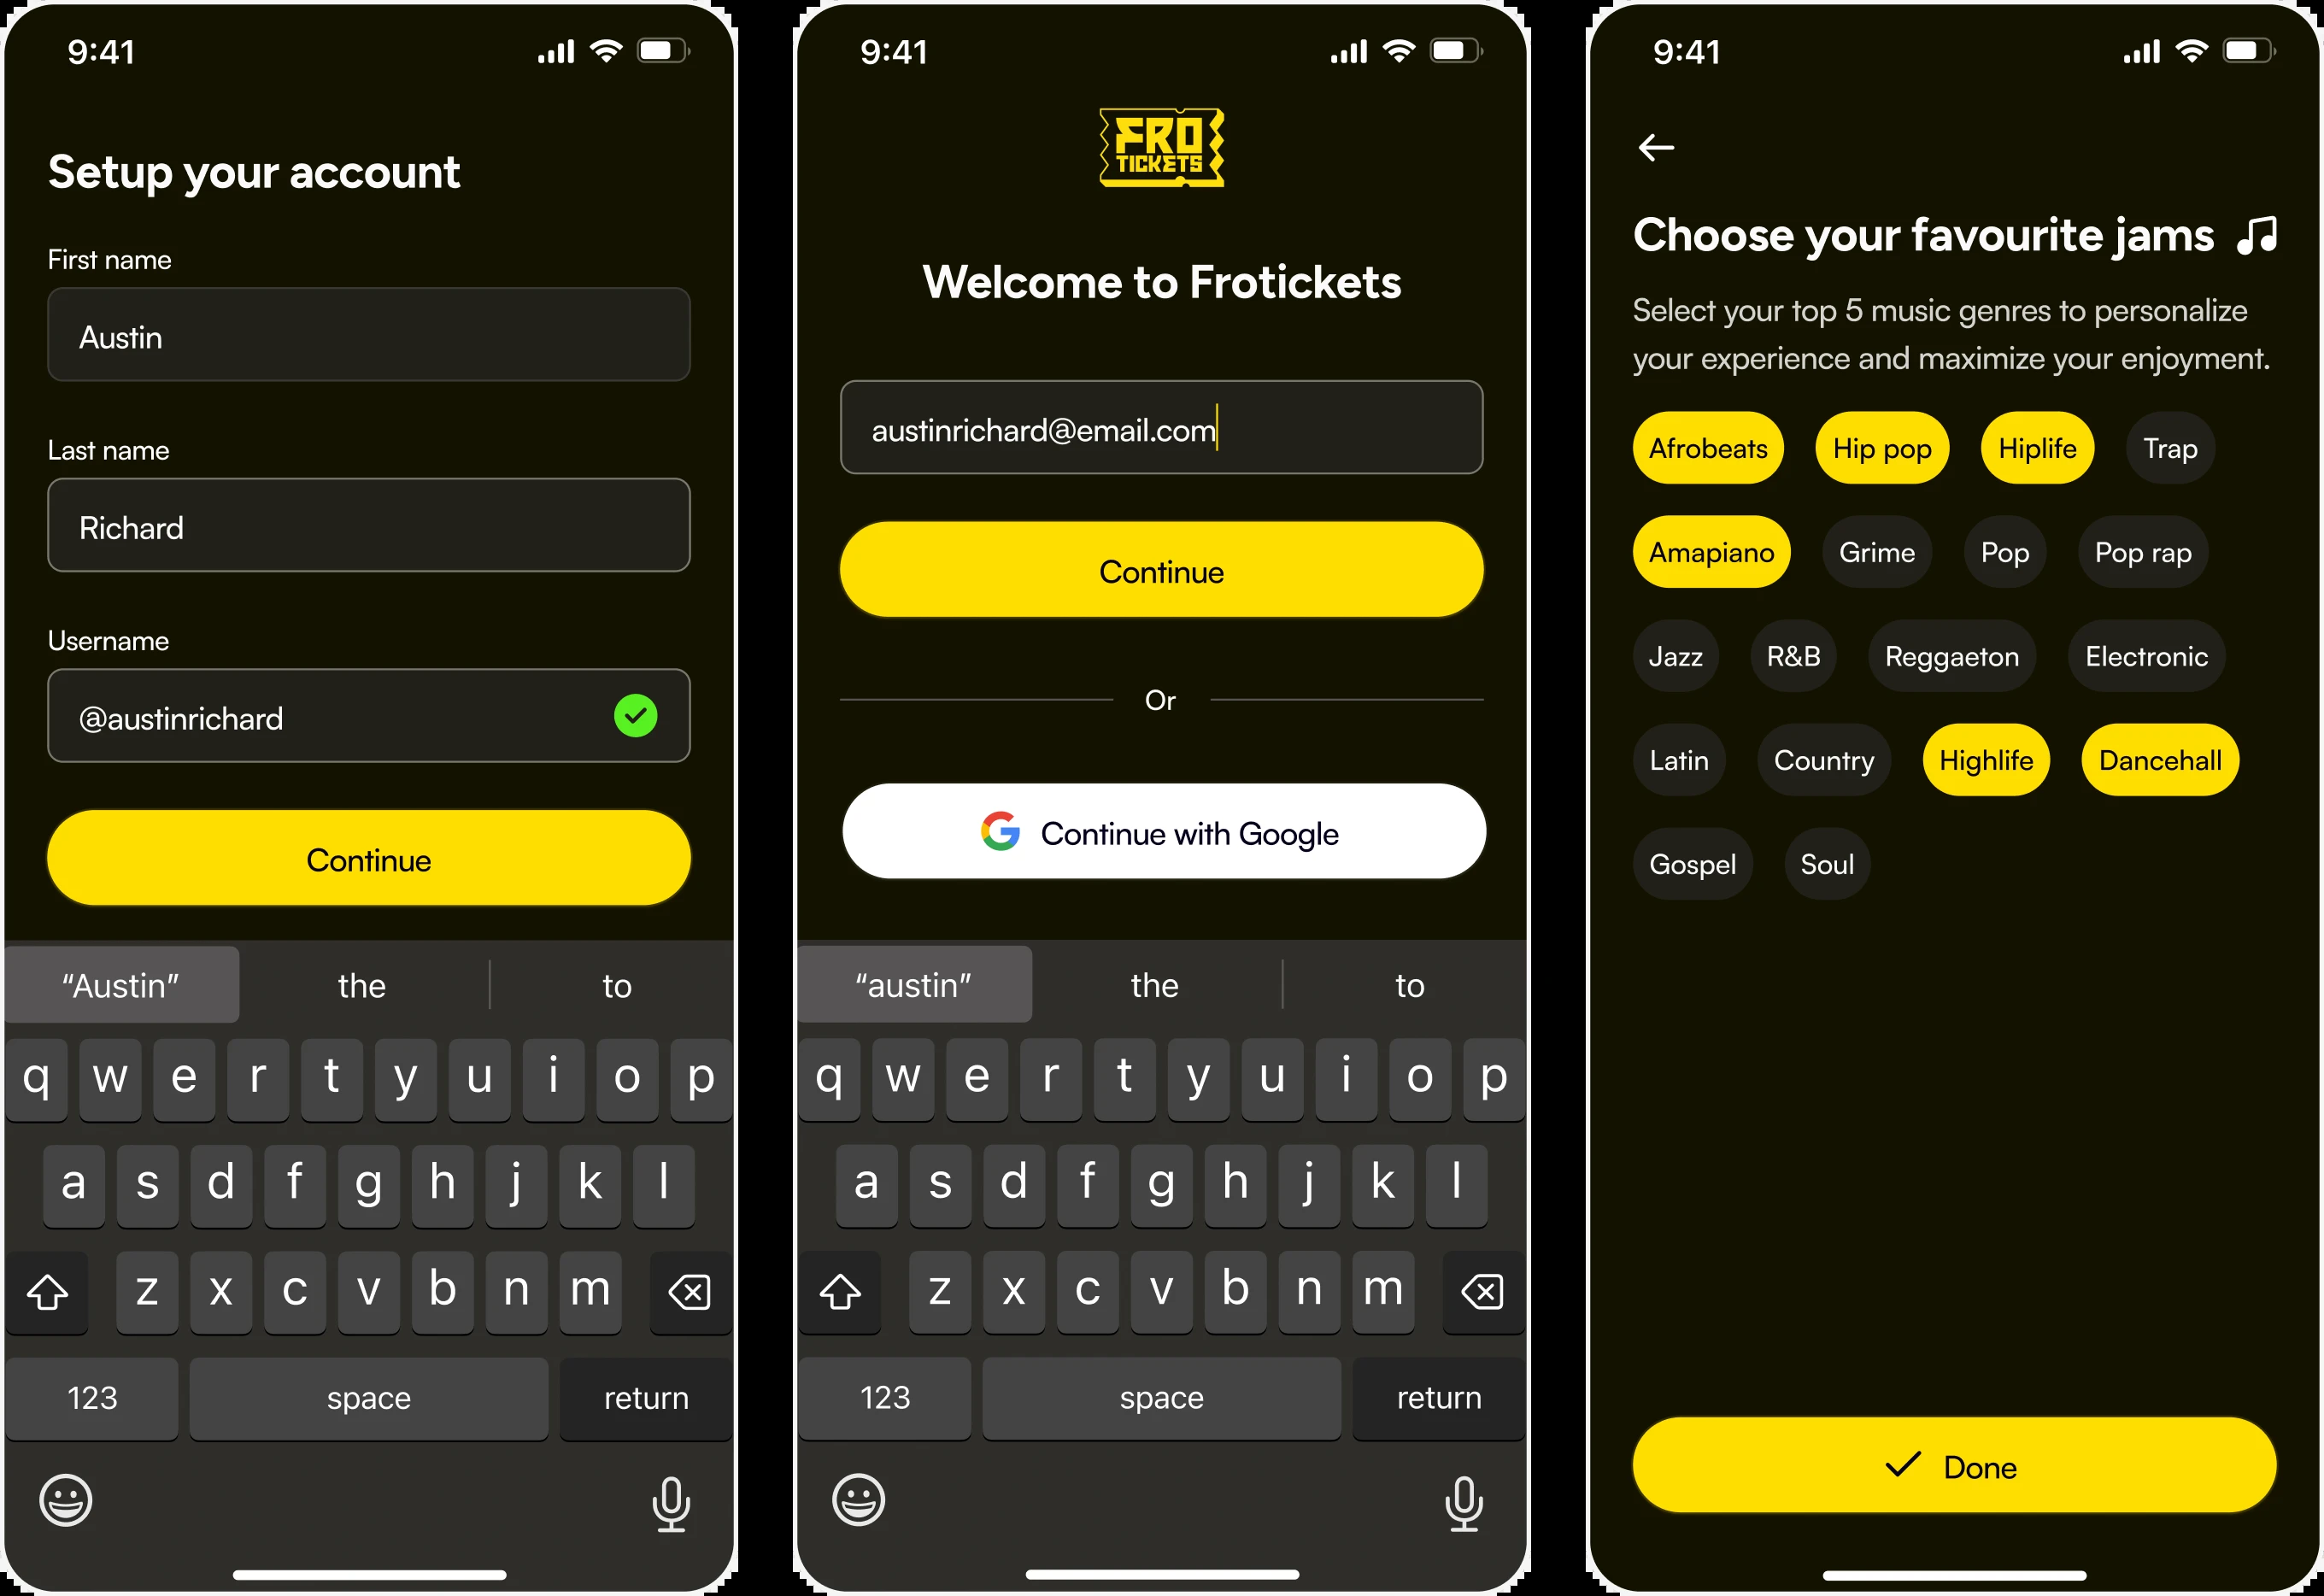 9:41
Setup your account
First name
Austin
Last name
Richard
Username
@austinrichard
Continue
“Austin” the to
q w e r t y u i o p
a s d f g h j k l
z x c v b n m
123 space return
9:41
FRO
TICKETS
Welcome to Frotickets
austinrichard@email.com
Continue
Or
Continue with Google
“austin” the to
q w e r t y u i o p
a s d f g h j k l
z x c v b n m
123 space return
9:41
Choose your favourite jams
Select your top 5 music genres to personalize
your experience and maximize your enjoyment.
Afrobeats Hip pop Hiplife Trap
Amapiano Grime Pop Pop rap
Jazz R&B Reggaeton Electronic
Latin Country Highlife Dancehall
Gospel Soul
Done